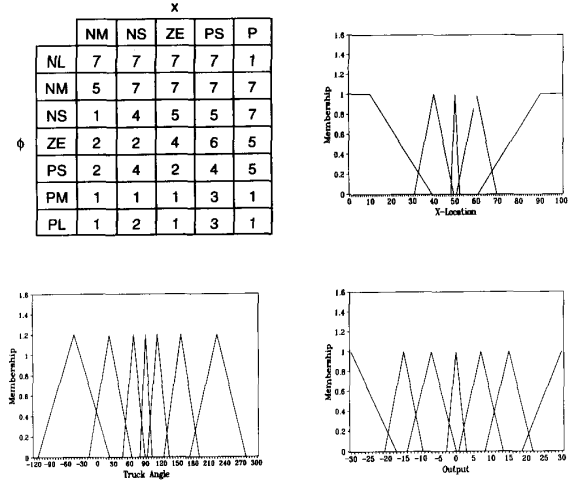 x
NM NS ZE PS P
NL 7 7 7 7 1
NM 5 7 7 7 7
NS 1 4 5 5 7
ϕ ZE 2 2 4 6 5
PS 2 4 2 4 5
PM 1 1 1 3 1
PL 1 2 1 3 1
Membership
1.6
1.4
1.2
1
0.8
0.6
0.4
0.2
0
0 10 20 30 40 50 60 70 80 90 100
X-Location
Membership
1.6
1.4
1.2
1
0.8
0.6
0.4
0.2
0
-120 -90 -60 -30 0 30 60 90 120 150 180 210 240 270 300
Truck Angle
Membership
1.6
1.4
1.2
1
0.8
0.6
0.4
0.2
0
-30 -25 -20 -15 -10 -5 0 5 10 15 20 25 30
Output